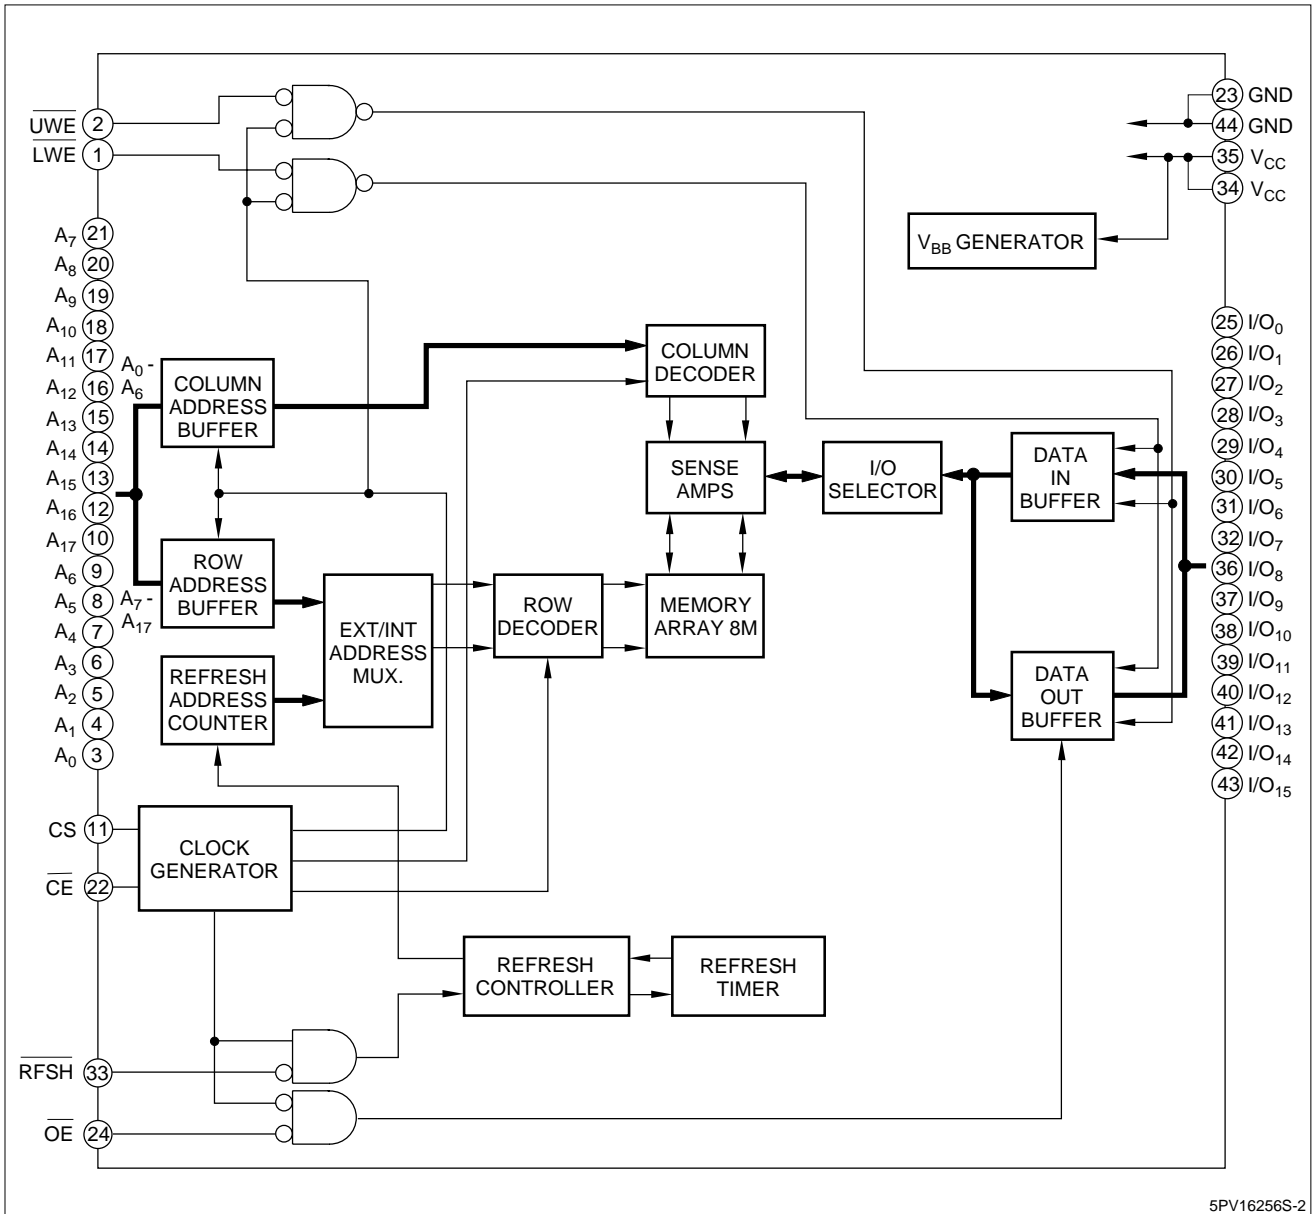 UWE 2
LWE 1
A7 21
A8 20
A9 19
A10 18
A11 17
A12 16
A13 15
A14 14
A15 13
A16 12
A17 10
A6 9
A5 8
A4 7
A3 6
A2 5
A1 4
A0 3
CS 11
CE 22
RFSH 33
OE 24
A0 -
A6
COLUMN
ADDRESS
BUFFER
ROW
ADDRESS
BUFFER
A7 -
A17
REFRESH
ADDRESS
COUNTER
EXT/INT
ADDRESS
MUX.
CLOCK
GENERATOR
ROW
DECODER
COLUMN
DECODER
SENSE
AMPS
MEMORY
ARRAY 8M
I/O
SELECTOR
DATA
IN
BUFFER
DATA
OUT
BUFFER
REFRESH
CONTROLLER
REFRESH
TIMER
VBB GENERATOR
23 GND
44 GND
35 VCC
34 VCC
25 I/O0
26 I/O1
27 I/O2
28 I/O3
29 I/O4
30 I/O5
31 I/O6
32 I/O7
36 I/O8
37 I/O9
38 I/O10
39 I/O11
40 I/O12
41 I/O13
42 I/O14
43 I/O15
5PV16256S-2